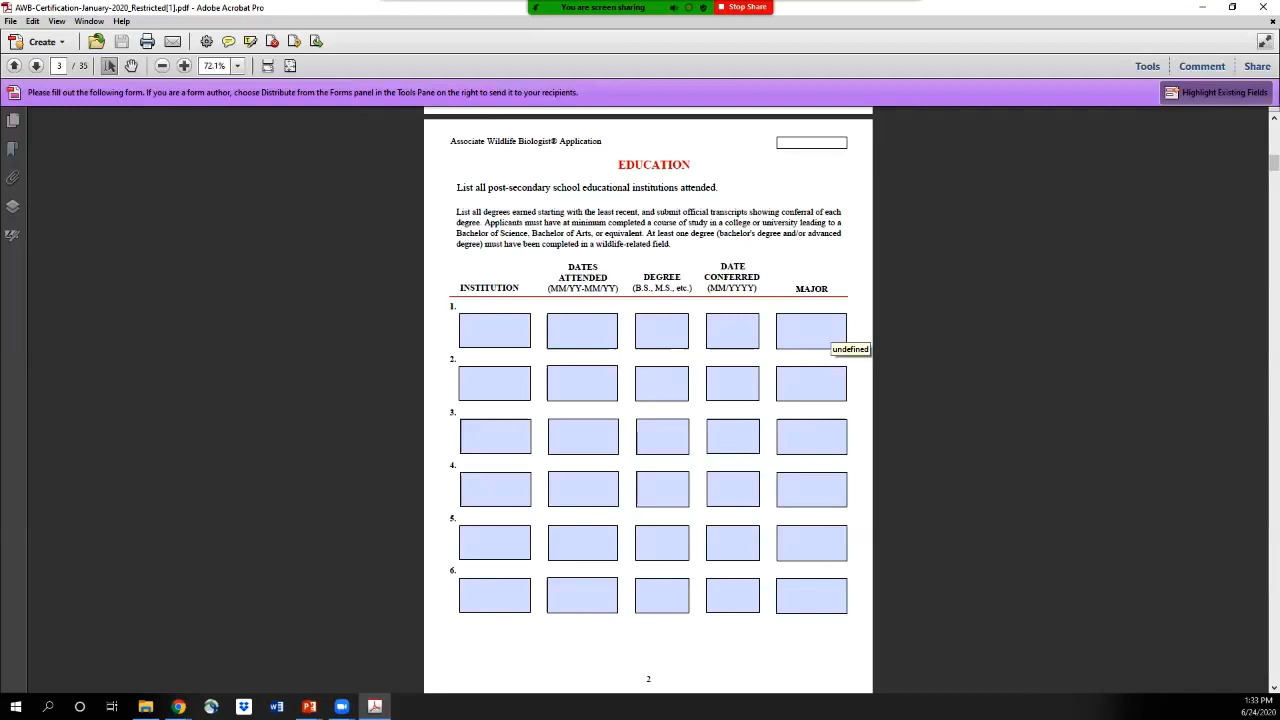 AWB-Certification-January-2020_Restricted[1].pdf - Adobe Acrobat Pro
You are screen sharing
Stop Share
File Edit View Window Help
Create
3 / 35
72.1%
Tools Comment Share
Please fill out the following form. If you are a form author, choose Distribute from the Forms panel in the Tools Pane on the right to send it to your recipients.
Highlight Existing Fields
Associate Wildlife Biologist® Application
EDUCATION
List all post-secondary school educational institutions attended.
List all degrees earned starting with the least recent, and submit official transcripts showing conferral of each
degree. Applicants must have at minimum completed a course of study in a college or university leading to a
Bachelor of Science, Bachelor of Arts, or equivalent. At least one degree (bachelor's degree and/or advanced
degree) must have been completed in a wildlife-related field.
INSTITUTION
DATES
ATTENDED
(MM/YY-MM/YY)
DEGREE
(B.S., M.S., etc.)
DATE
CONFERRED
(MM/YYYY)
MAJOR
1.
undefined
2.
3.
4.
5.
6.
2
1:33 PM
6/24/2020